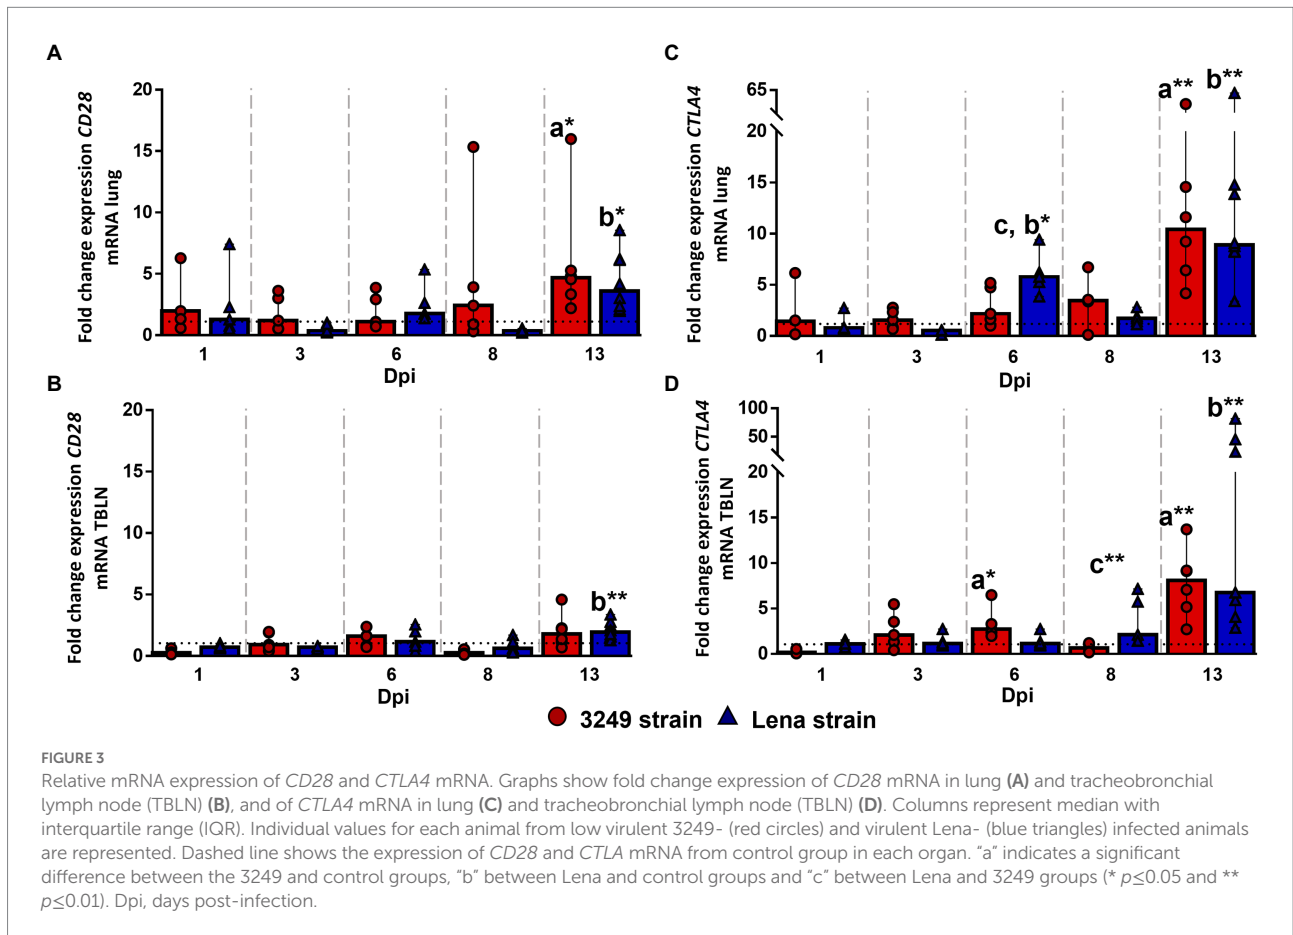 A
Fold change expression CD28
mRNA lung
20
15
10
5
0
a*
b*
1 3 6 8 13
Dpi
C
Fold change expression CTLA4
mRNA lung
65
20
15
10
5
0
c, b*
a**
b**
1 3 6 8 13
Dpi
B
Fold change expression CD28
mRNA TBLN
20
15
10
5
0
b**
1 3 6 8 13
Dpi
D
Fold change expression CTLA4
mRNA TBLN
100
50
20
15
10
5
0
a*
c**
a**
b**
1 3 6 8 13
Dpi
3249 strain Lena strain
FIGURE 3
Relative mRNA expression of CD28 and CTLA4 mRNA. Graphs show fold change expression of CD28 mRNA in lung (A) and tracheobronchial
lymph node (TBLN) (B), and of CTLA4 mRNA in lung (C) and tracheobronchial lymph node (TBLN) (D). Columns represent median with
interquartile range (IQR). Individual values for each animal from low virulent 3249- (red circles) and virulent Lena- (blue triangles) infected animals
are represented. Dashed line shows the expression of CD28 and CTLA mRNA from control group in each organ. “a” indicates a significant
difference between the 3249 and control groups, “b” between Lena and control groups and “c” between Lena and 3249 groups (* p≤0.05 and **
p≤0.01). Dpi, days post-infection.